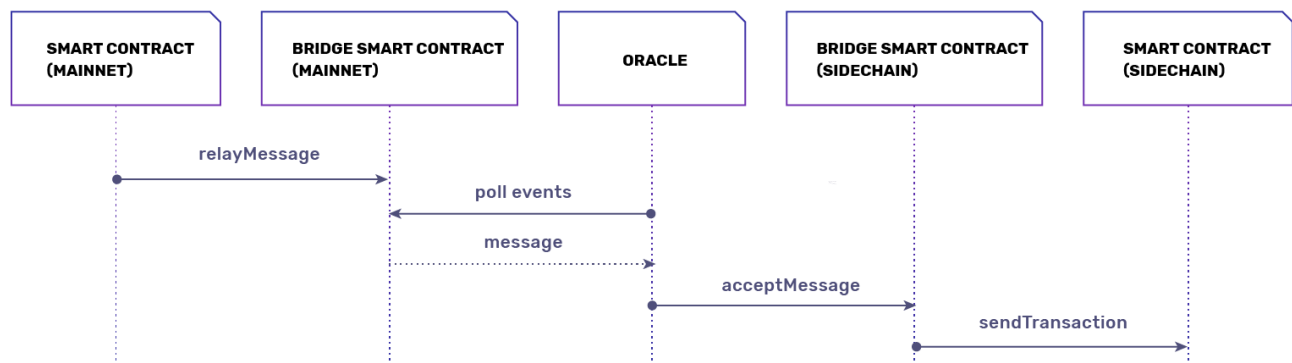 SMART CONTRACT
(MAINNET)
BRIDGE SMART CONTRACT
(MAINNET)
ORACLE
BRIDGE SMART CONTRACT
(SIDECHAIN)
SMART CONTRACT
(SIDECHAIN)
relayMessage
poll events
message
acceptMessage
sendTransaction